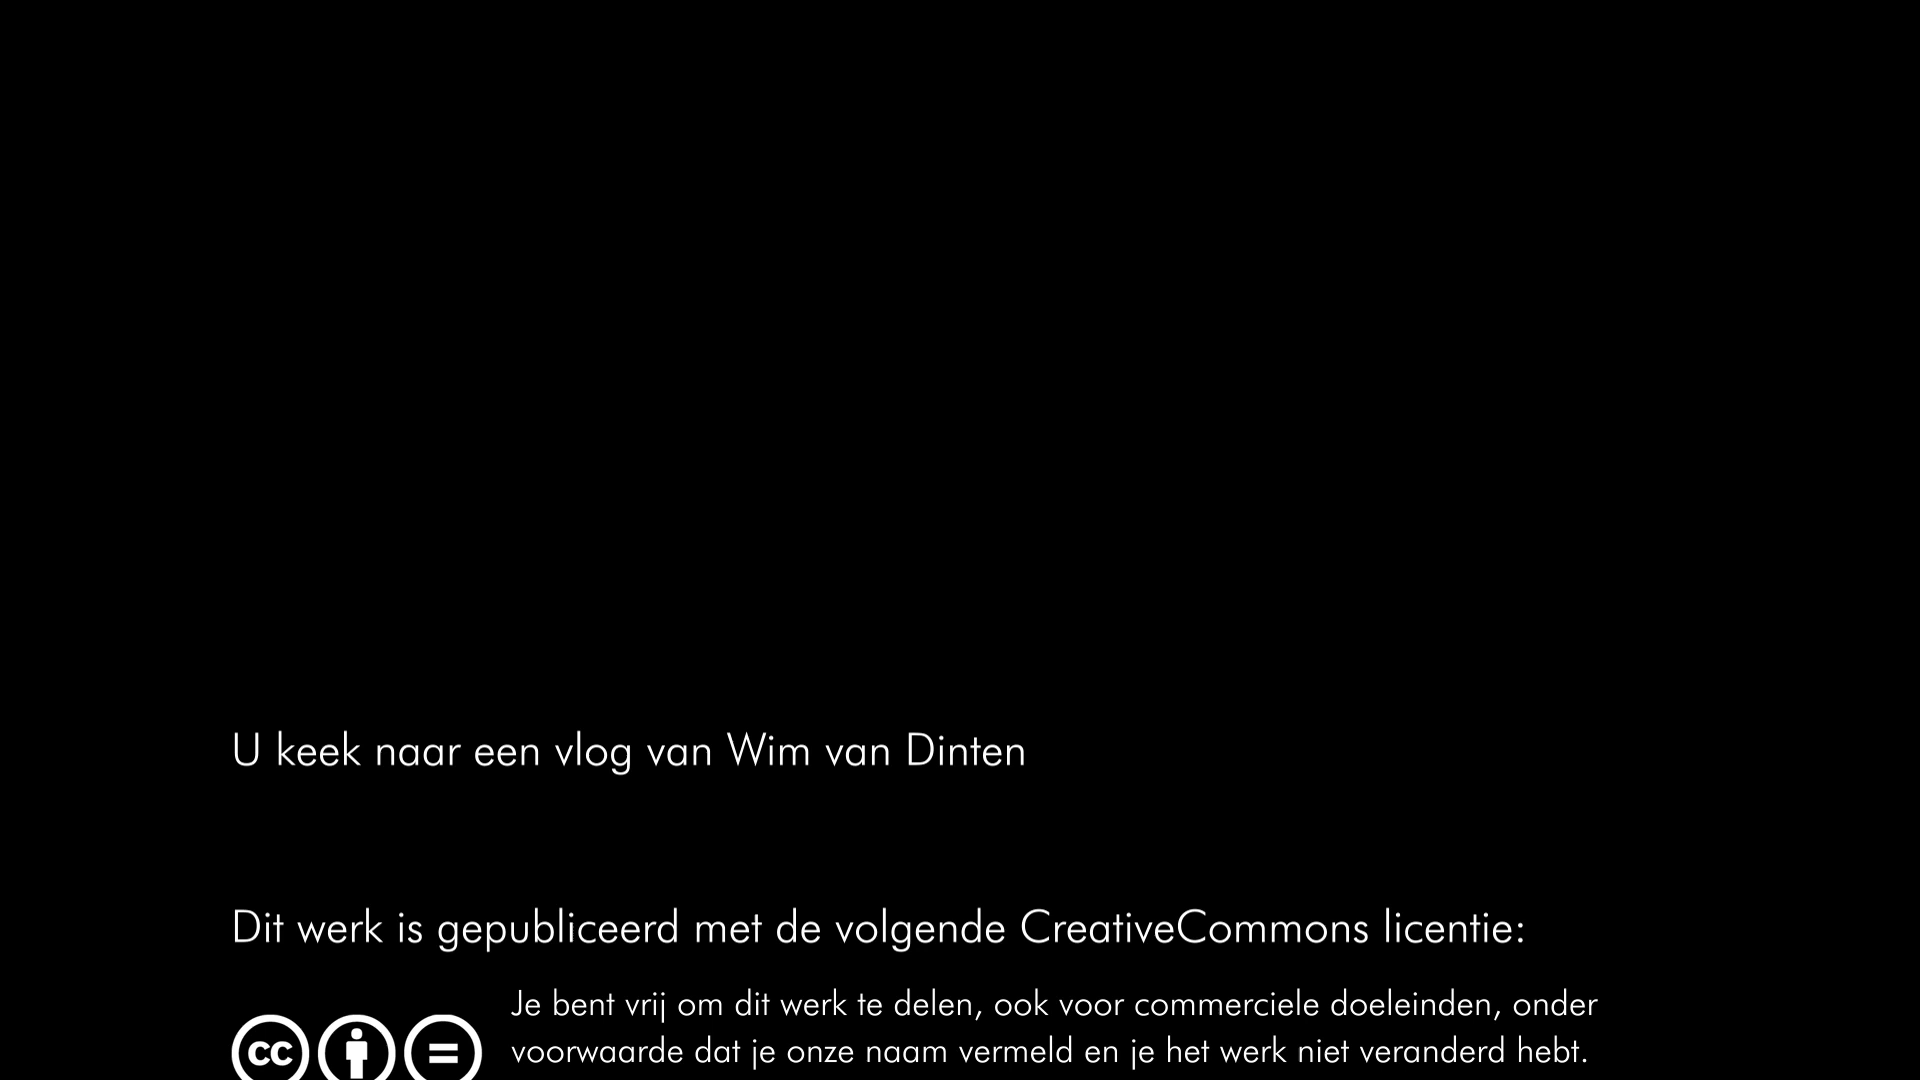 U keek naar een vlog van Wim van Dinten
Dit werk is gepubliceerd met de volgende CreativeCommons licentie:
Je bent vrij om dit werk te delen, ook voor commerciele doeleinden, onder
voorwaarde dat je onze naam vermeld en je het werk niet veranderd hebt.
cc